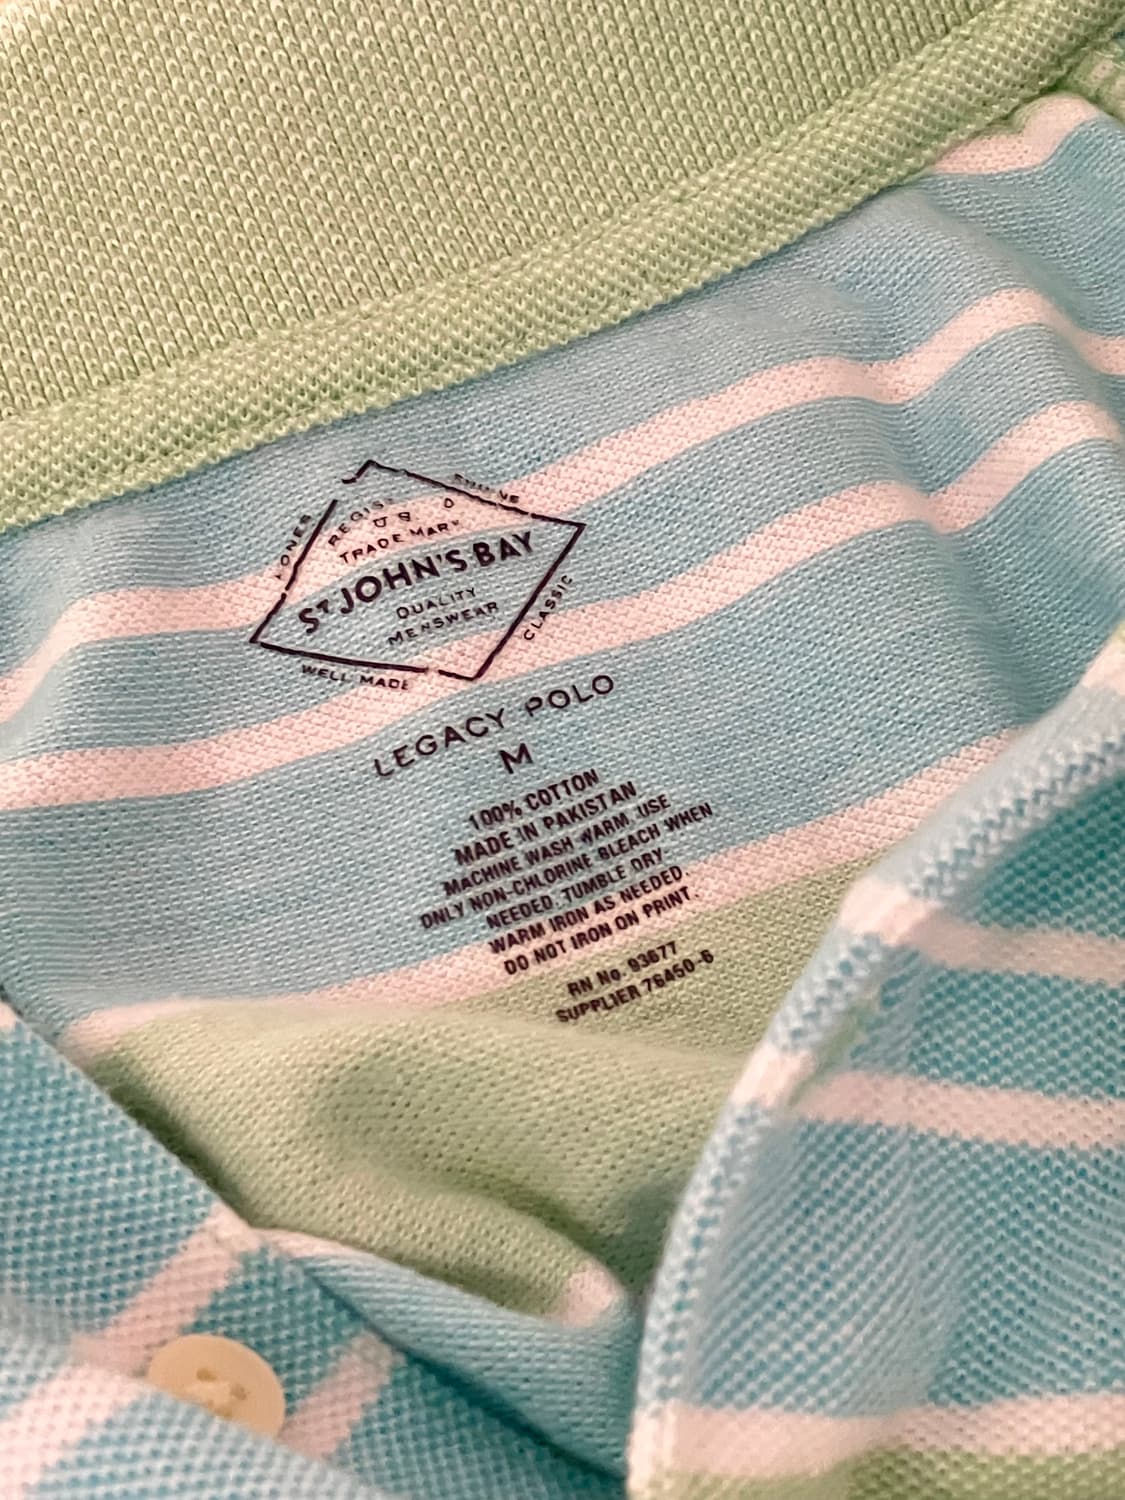 TRADE MARK
ST JOHN'S BAY
QUALITY
MENSWEAR
CLASSIC
WELL MADE
LEGACY POLO
M
100% COTTON
MADE IN PAKISTAN
MACHINE WASH WARM. USE
ONLY NON-CHLORINE BLEACH WHEN
NEEDED. TUMBLE DRY.
WARM IRON AS NEEDED.
DO NOT IRON ON PRINT.
RN No. 93677
SUPPLIER 76450-6